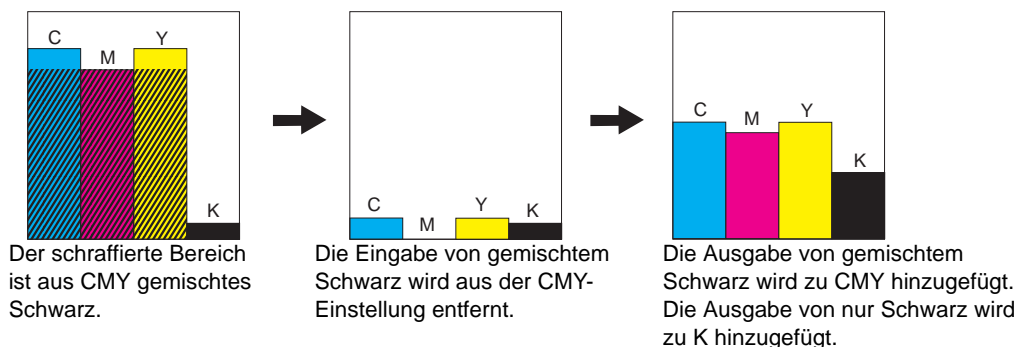 C
M
Y
K
Der schraffierte Bereich
ist aus CMY gemischtes
Schwarz.
C
M
Y
K
Die Eingabe von gemischtem
Schwarz wird aus der CMY-
Einstellung entfernt.
C
M
Y
K
Die Ausgabe von gemischtem
Schwarz wird zu CMY hinzugefügt.
Die Ausgabe von nur Schwarz wird
zu K hinzugefügt.